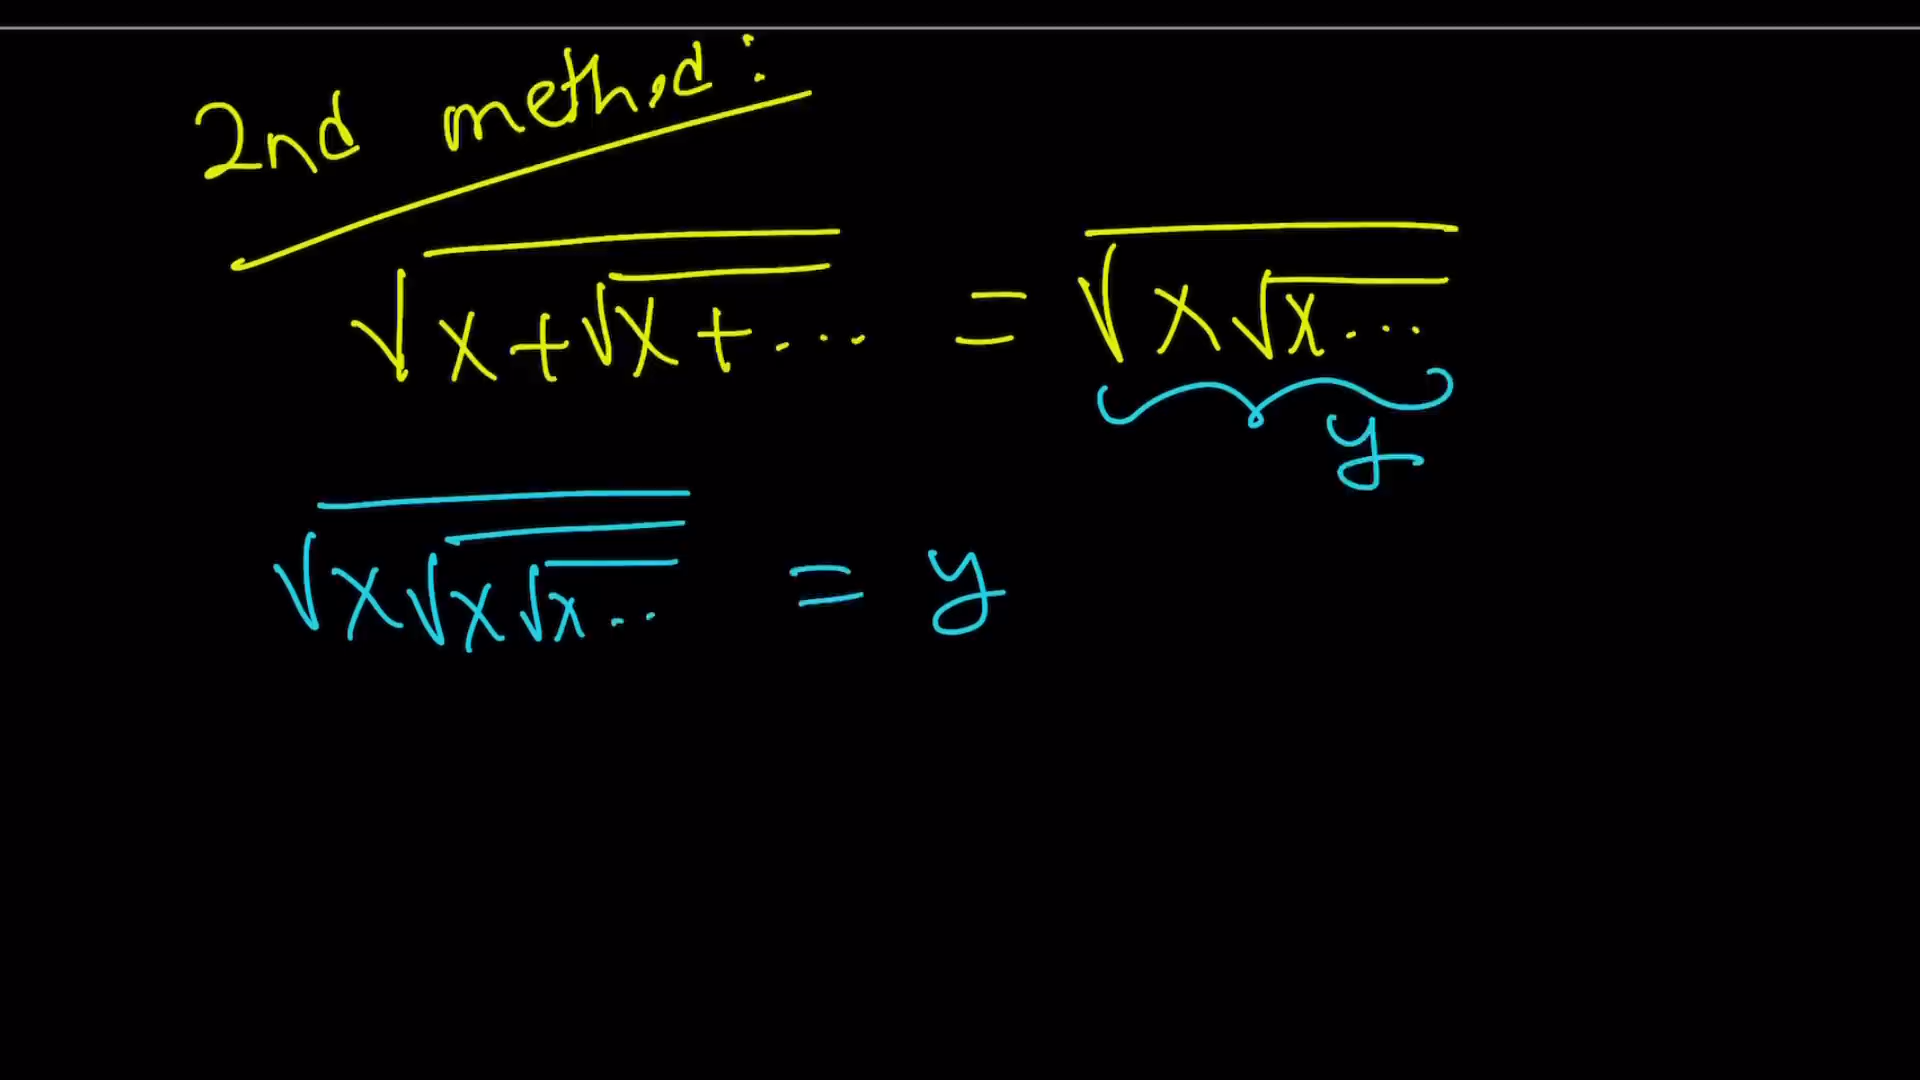 2nd method:
√(x+√(x+...)) = √(x√(x...))
y
√(x√(x√(x...))) = y